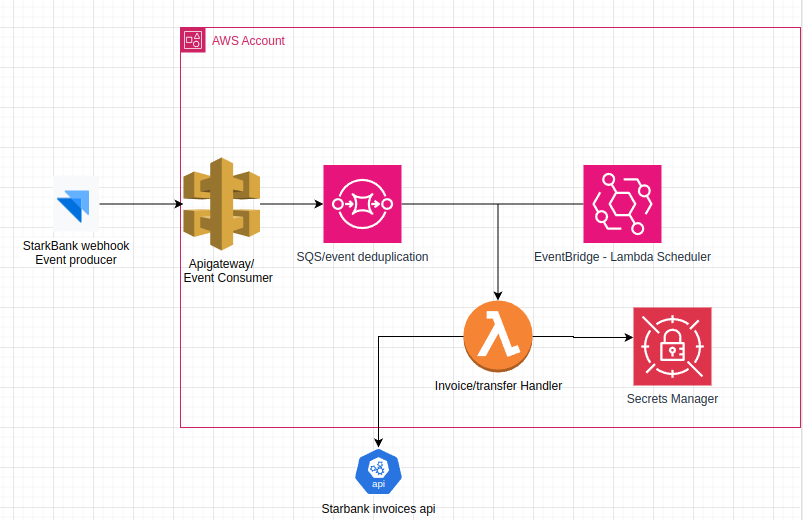 AWS Account
StarkBank webhook
Event producer
Apigateway/
Event Consumer
SQS/event deduplication
EventBridge - Lambda Scheduler
Invoice/transfer Handler
Secrets Manager
api
Starbank invoices api